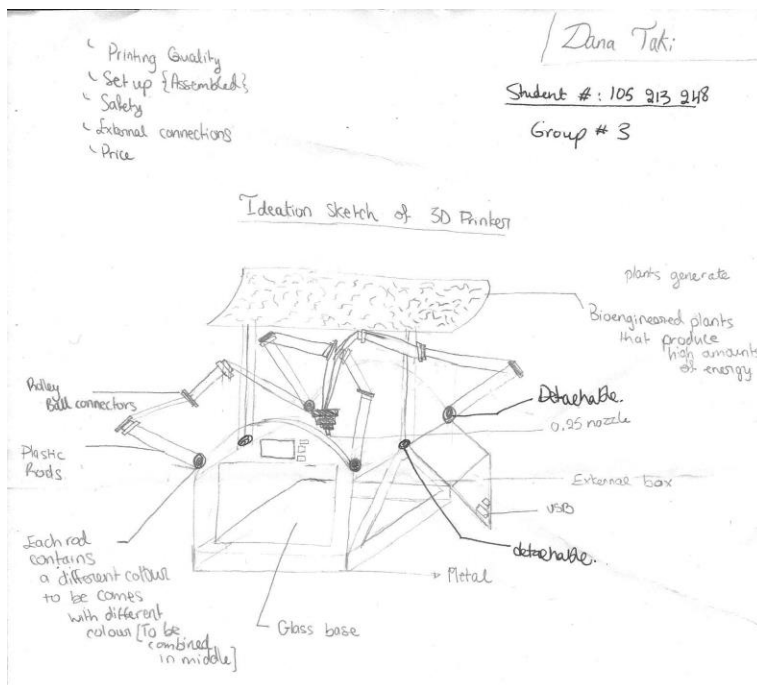 Printing Quality
Set up {Assembled}
Safety
External connections
Price
Dana Taki
Student #: 105 213 248
Group # 3
Ideation Sketch of 3D Printer
plants generate
Bioengineered plants
that produce
high amounts
of energy
Detachable.
0.25 nozzle
External box
USB
detachable.
Metal
Glass base
Ball connectors
Plastic
Rods
Each rod
contains
a different colour
to be comes
with different
colour [To be
combined
in middle]